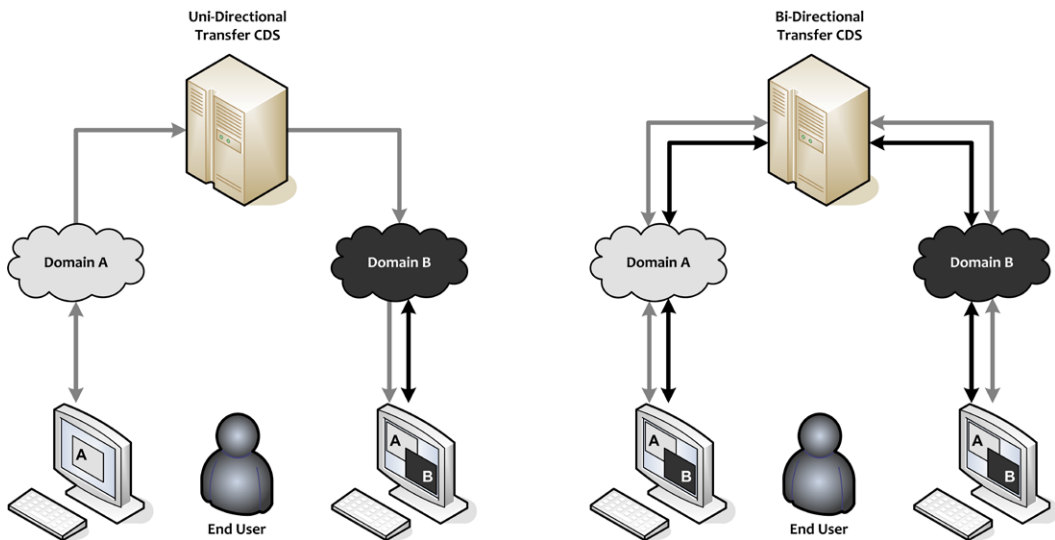 Uni-Directional
Transfer CDS
Domain A
Domain B
A
A
B
End User
Bi-Directional
Transfer CDS
Domain A
Domain B
A
B
A
B
End User